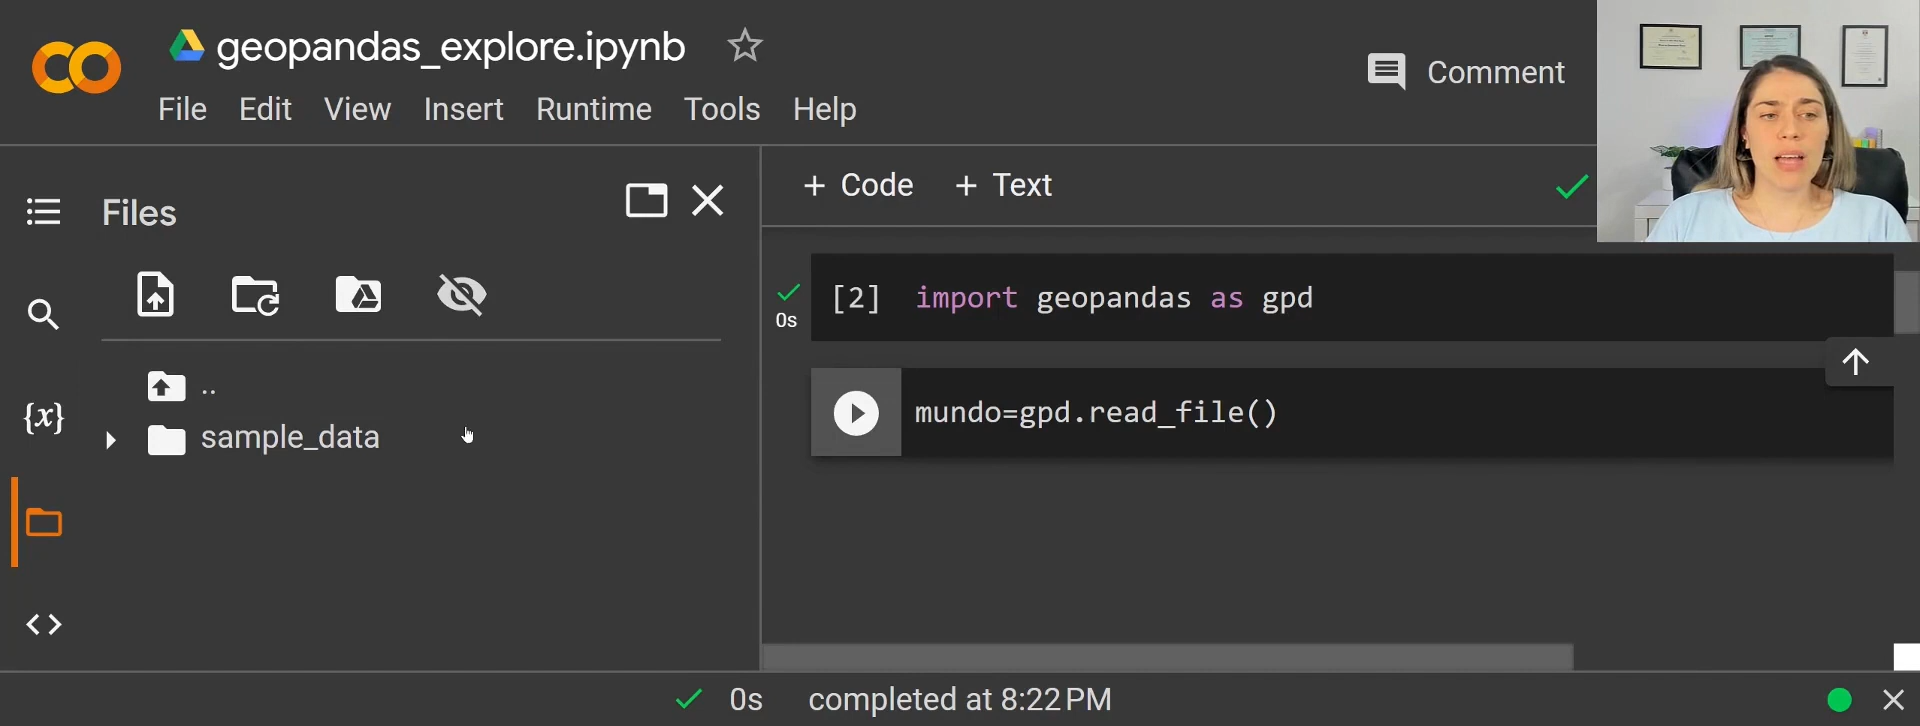 geopandas_explore.ipynb
File Edit View Insert Runtime Tools Help
Comment
Files
..
sample_data
{x}
+ Code + Text
0s
[2] import geopandas as gpd
mundo=gpd.read_file()
0s completed at 8:22 PM